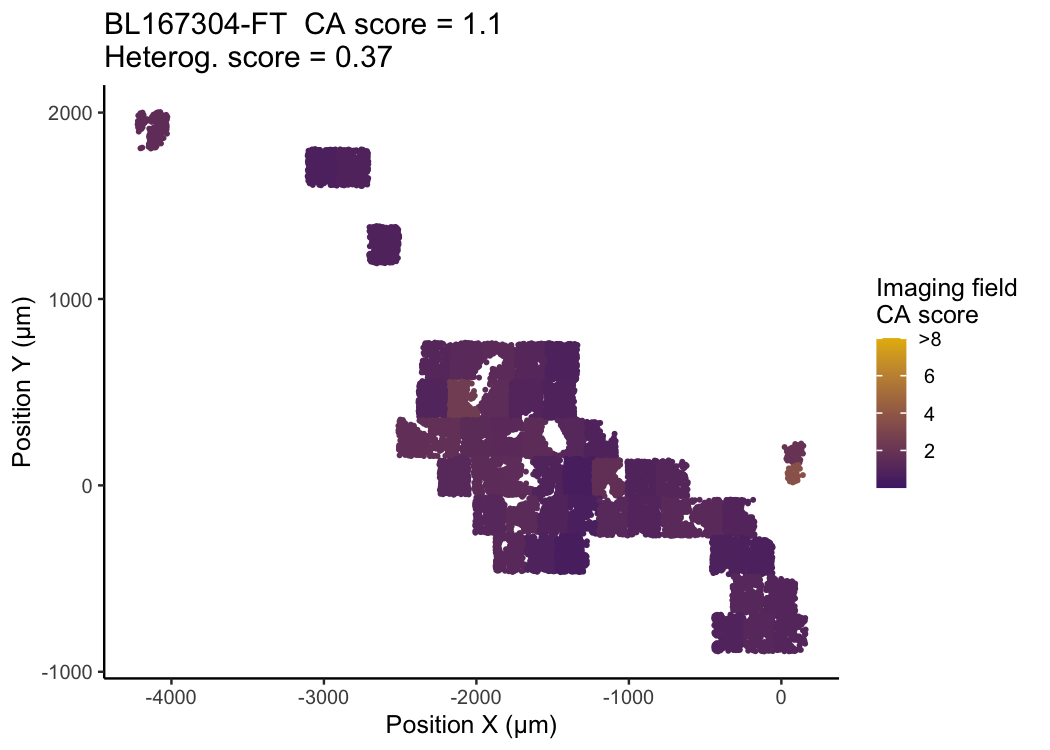 BL167304-FT  CA score = 1.1
Heterog. score = 0.37
2000
1000
0
-1000
Position Y (µm)
-4000
-3000
-2000
-1000
0
Position X (µm)
Imaging field
CA score
>8
6
4
2